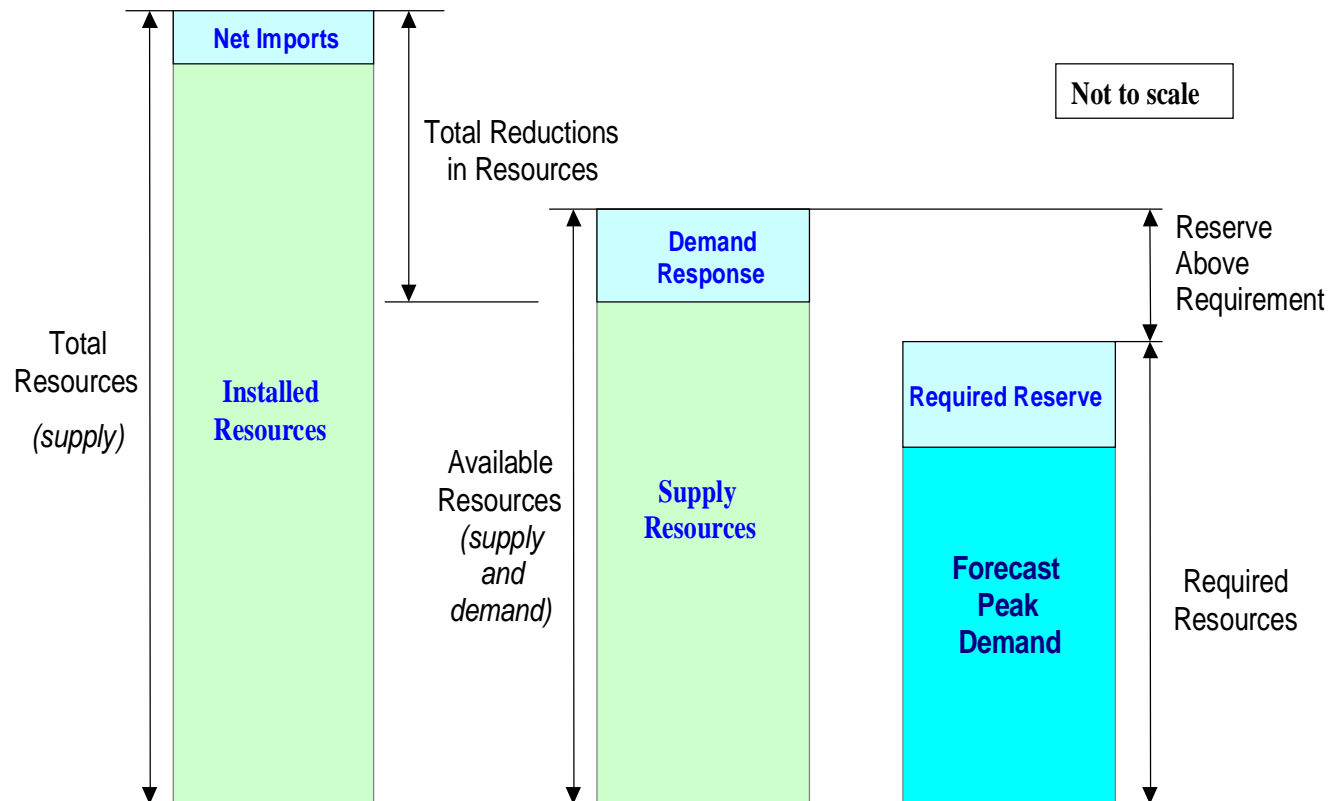 Net Imports
Not to scale
Total Reductions
in Resources
Demand
Response
Reserve
Above
Requirement
Total
Resources
(supply)
Installed
Resources
Required Reserve
Available
Resources
(supply
and
demand)
Supply
Resources
Forecast
Peak
Demand
Required
Resources